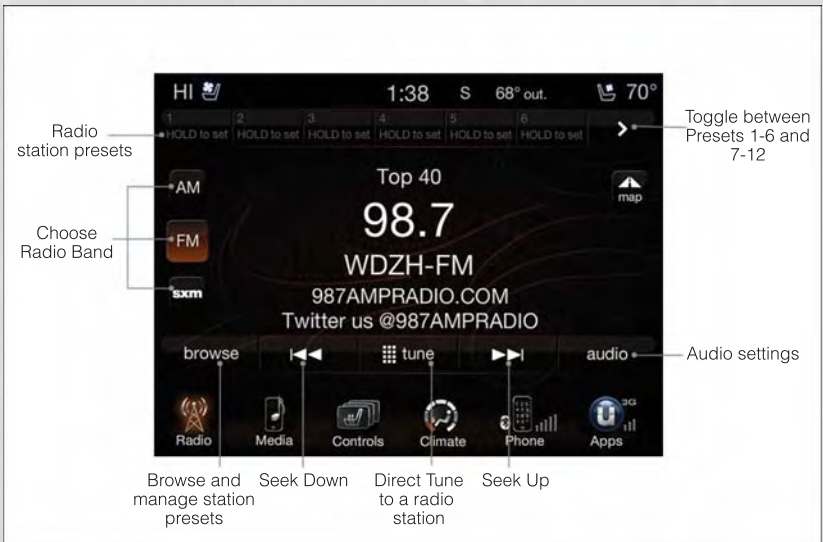 HI 1:38 S 68° out. 70°
1 2 3 4 5 6
HOLD to set HOLD to set HOLD to set HOLD to set HOLD to set HOLD to set >
Radio
station presets
Toggle between
Presets 1-6 and
7-12
AM
Top 40
map
98.7
Choose
Radio Band
FM
WDZH-FM
sxm
987AMPRADIO.COM
Twitter us @987AMPRADIO
browse tune audio
Audio settings
3G
Radio Media Controls Climate Phone Apps
Browse and
manage station
presets
Seek Down
Direct Tune
to a radio
station
Seek Up